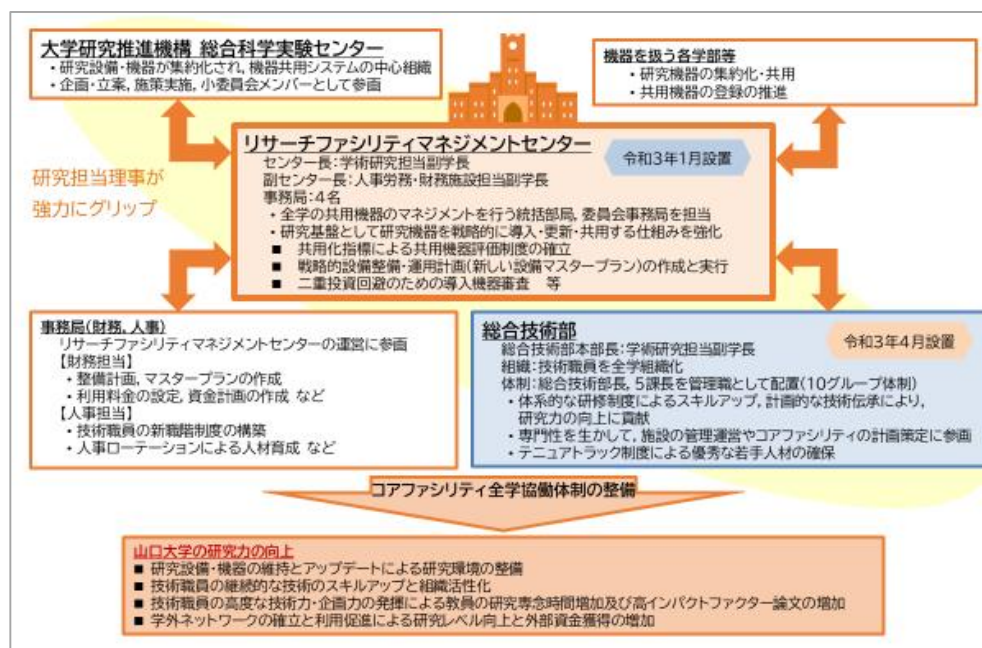 大学研究推進機構 総合科学実験センター
・研究設備・機器が集約化され,機器共用システムの中心組織
・企画・立案,施策実施,小委員会メンバーとして参画
機器を扱う各学部等
・研究機器の集約化・共用
・共用機器の登録の推進
研究担当理事が
強力にグリップ
リサーチファシリティマネジメントセンター
令和3年1月設置
センター長:学術研究担当副学長
副センター長:人事労務・財務施設担当副学長
事務局:4名
・全学の共用機器のマネジメントを行う統括部局,委員会事務局を担当
・研究基盤として研究機器を戦略的に導入・更新・共用する仕組みを強化
■ 共用化指標による共用機器評価制度の確立
■ 戦略的設備整備・運用計画(新しい設備マスタープラン)の作成と実行
■ 二重投資回避のための導入機器審査 等
事務局(財務,人事)
リサーチファシリティマネジメントセンターの運営に参画
【財務担当】
・整備計画,マスタープランの作成
・利用料金の設定,資金計画の作成 など
【人事担当】
・技術職員の新職階制度の構築
・人事ローテーションによる人材育成 など
総合技術部
令和3年4月設置
総合技術部本部長:学術研究担当副学長
組織:技術職員を全学組織化
体制:総合技術部長,5課長を管理職として配置(10グループ体制)
・体系的な研修制度によるスキルアップ,計画的な技術伝承により,
研究力の向上に貢献
・専門性を生かして,施設の管理運営やコアファシリティの計画策定に参画
・テニュアトラック制度による優秀な若手人材の確保
コアファシリティ全学協働体制の整備
山口大学の研究力の向上
■ 研究設備・機器の維持とアップデートによる研究環境の整備
■ 技術職員の継続的な技術のスキルアップと組織活性化
■ 技術職員の高度な技術力・企画力の発揮による教員の研究専念時間増加及び高インパクトファクター論文の増加
■ 学外ネットワークの確立と利用促進による研究レベル向上と外部資金獲得の増加